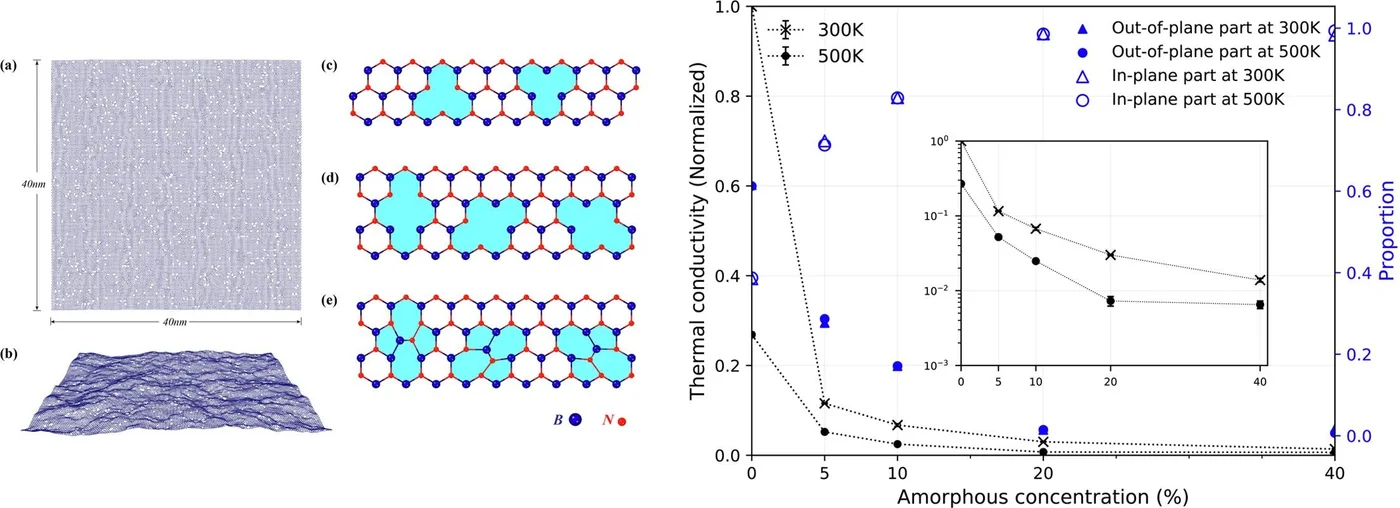 (a)
40nm
40nm
(b)
(c)
(d)
(e)
B N
Thermal conductivity (Normalized)
1.0
0.8
0.6
0.4
0.2
0.0
300K
500K
Out-of-plane part at 300K
Out-of-plane part at 500K
In-plane part at 300K
In-plane part at 500K
10⁰
10⁻¹
10⁻²
10⁻³
0 5 10 20 40
0 5 10 20 40
Amorphous concentration (%)
1.0
0.8
0.6
0.4
0.2
0.0
Proportion